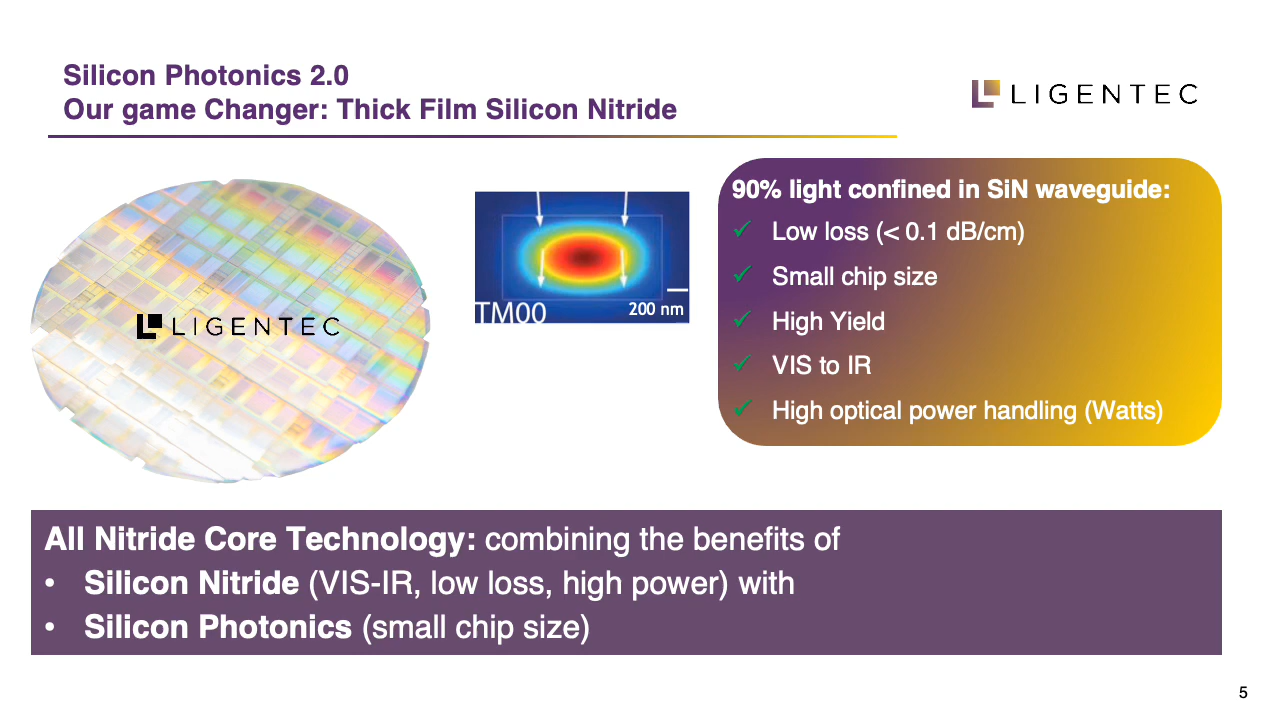 Silicon Photonics 2.0
Our game Changer: Thick Film Silicon Nitride
LIGENTEC
LIGENTEC
TM00
200 nm
90% light confined in SiN waveguide:
✓ Low loss (< 0.1 dB/cm)
✓ Small chip size
✓ High Yield
✓ VIS to IR
✓ High optical power handling (Watts)
All Nitride Core Technology: combining the benefits of
• Silicon Nitride (VIS-IR, low loss, high power) with
• Silicon Photonics (small chip size)
5